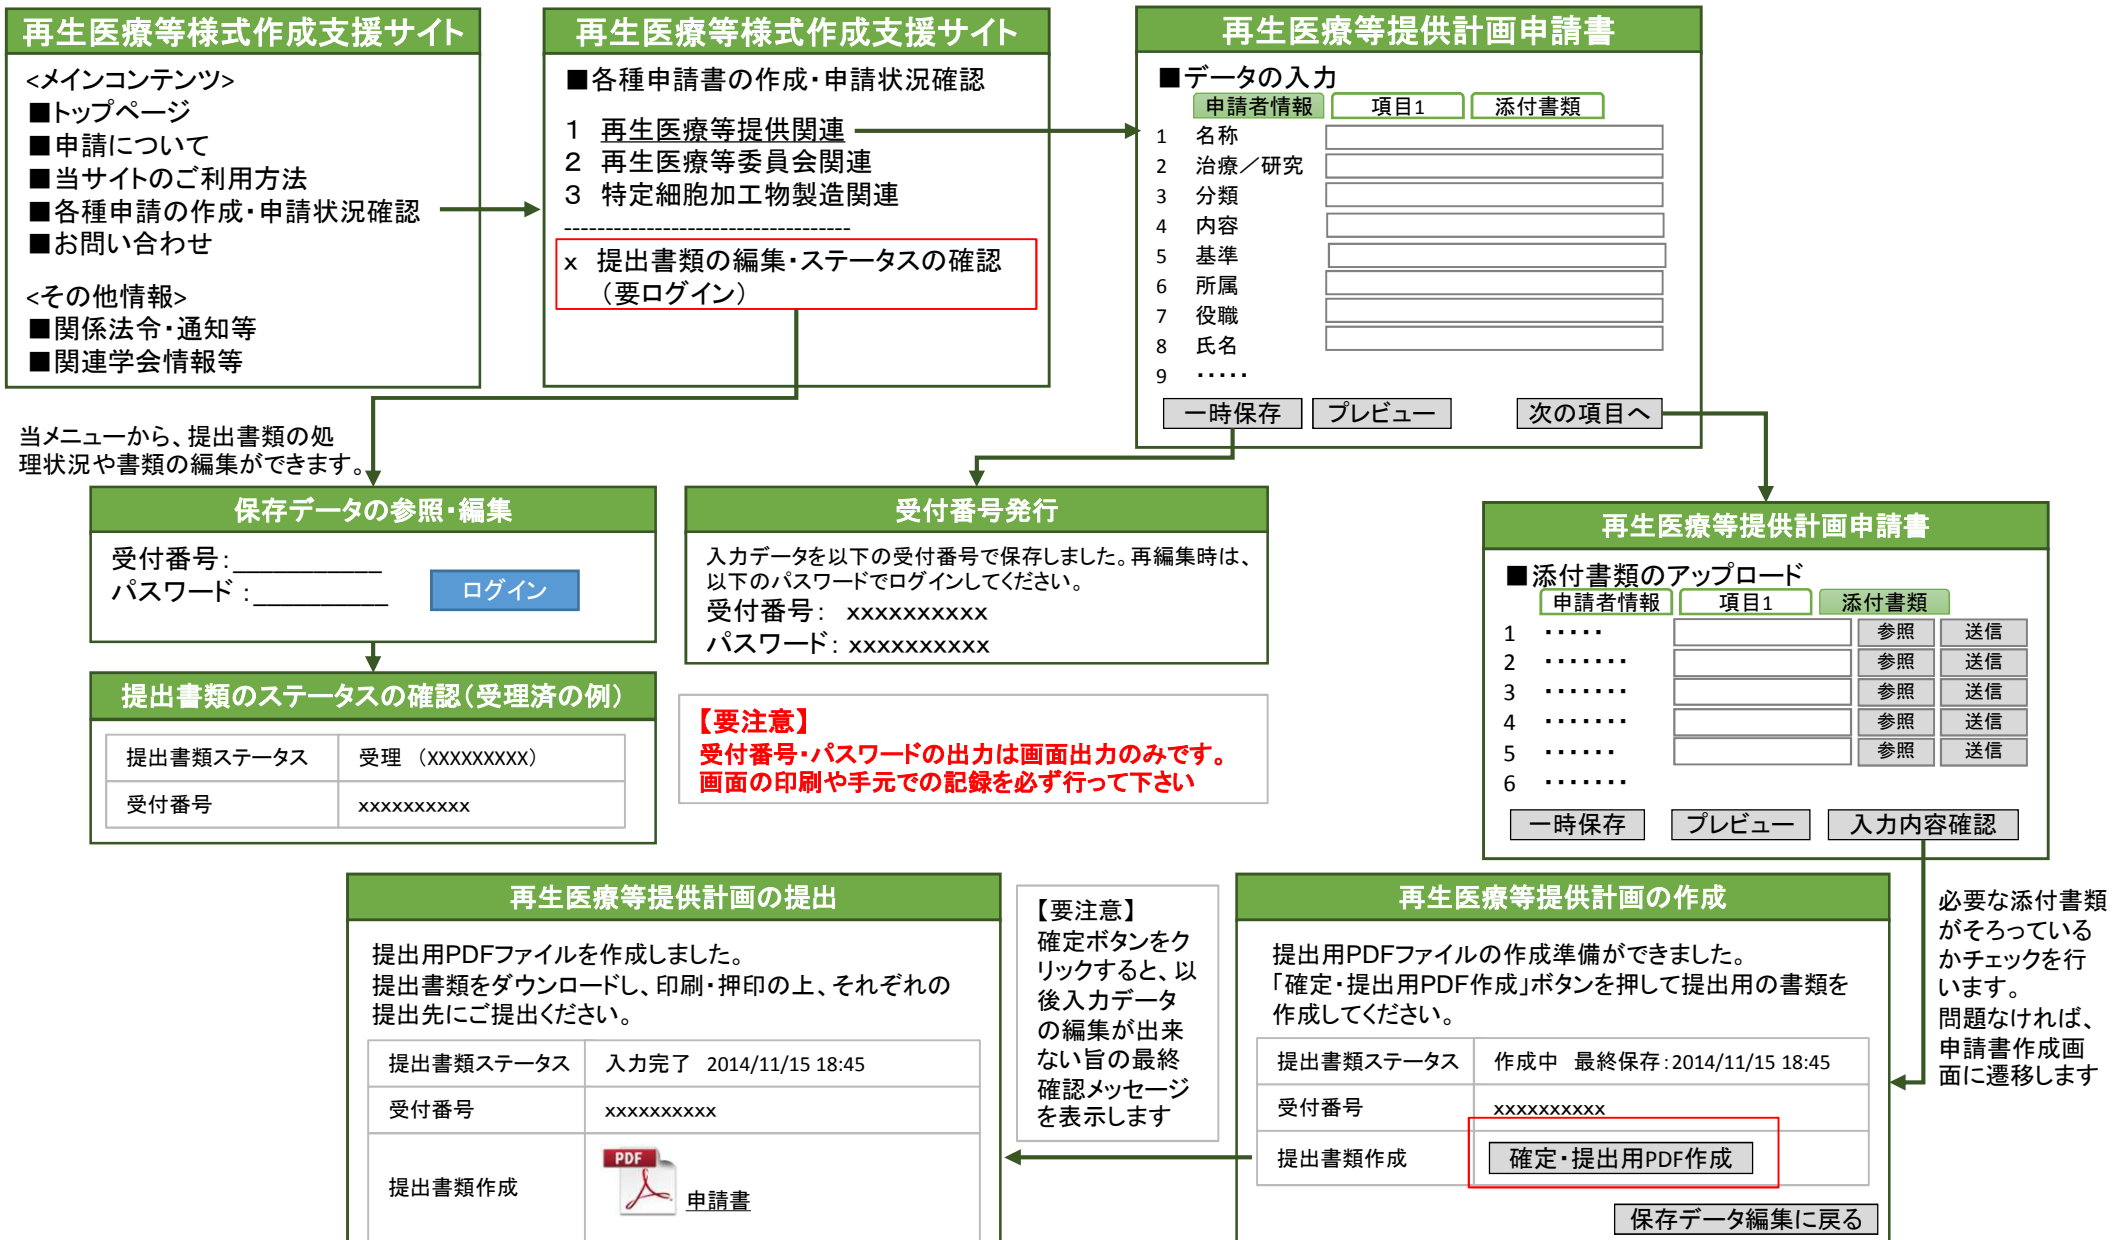 再生医療等様式作成支援サイト
<メインコンテンツ>
■トップページ
■申請について
■当サイトのご利用方法
■各種申請の作成・申請状況確認
■お問い合わせ
<その他情報>
■関係法令・通知等
■関連学会情報等
再生医療等様式作成支援サイト
■各種申請書の作成・申請状況確認
1 再生医療等提供関連
2 再生医療等委員会関連
3 特定細胞加工物製造関連
----------------------------------
x 提出書類の編集・ステータスの確認
(要ログイン)
再生医療等提供計画申請書
■データの入力
申請者情報 項目1 添付書類
1 名称
2 治療／研究
3 分類
4 内容
5 基準
6 所属
7 役職
8 氏名
9 ・・・・・
一時保存 プレビュー 次の項目へ
当メニューから、提出書類の処
理状況や書類の編集ができます。
保存データの参照・編集
受付番号：___________
パスワード ：__________
ログイン
提出書類のステータスの確認(受理済の例)
提出書類ステータス 受理 (XXXXXXXXX)
受付番号 xxxxxxxxxx
受付番号発行
入力データを以下の受付番号で保存しました。再編集時は、
以下のパスワードでログインしてください。
受付番号： xxxxxxxxxx
パスワード： xxxxxxxxxx
【要注意】
受付番号・パスワードの出力は画面出力のみです。
画面の印刷や手元での記録を必ず行って下さい
再生医療等提供計画申請書
■添付書類のアップロード
申請者情報 項目1 添付書類
1 ・・・・・ 参照 送信
2 ・・・・・・・ 参照 送信
3 ・・・・・・・ 参照 送信
4 ・・・・・・・ 参照 送信
5 ・・・・・・ 参照 送信
6 ・・・・・・・
一時保存 プレビュー 入力内容確認
必要な添付書類
がそろっている
かチェックを行
います。
問題なければ、
申請書作成画
面に遷移します
再生医療等提供計画の作成
提出用PDFファイルの作成準備ができました。
「確定・提出用PDF作成」ボタンを押して提出用の書類を
作成してください。
提出書類ステータス 作成中 最終保存：2014/11/15 18:45
受付番号 xxxxxxxxxx
提出書類作成 確定・提出用PDF作成
保存データ編集に戻る
【要注意】
確定ボタンをク
リックすると、以
後入力データ
の編集が出来
ない旨の最終
確認メッセージ
を表示します
再生医療等提供計画の提出
提出用PDFファイルを作成しました。
提出書類をダウンロードし、印刷・押印の上、それぞれの
提出先にご提出ください。
提出書類ステータス 入力完了 2014/11/15 18:45
受付番号 xxxxxxxxxx
提出書類作成 PDF 申請書